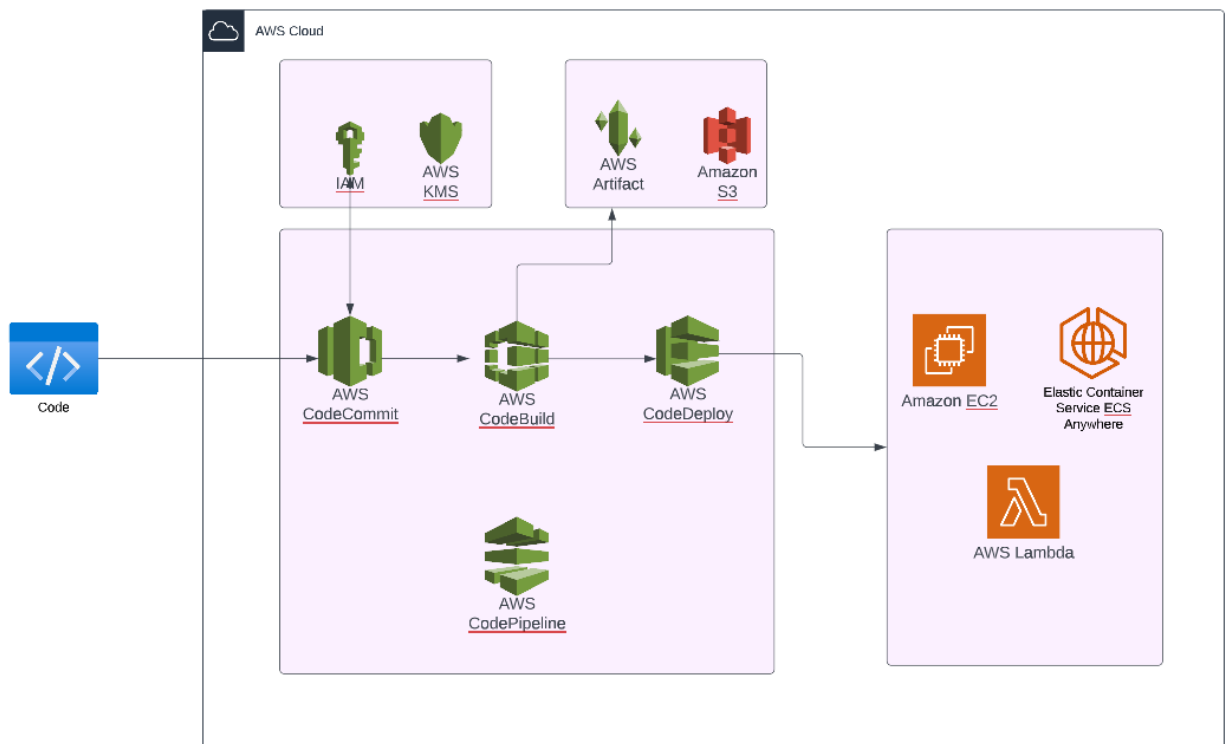 AWS Cloud
IAM
AWS
KMS
AWS
Artifact
Amazon
S3
Code
AWS
CodeCommit
AWS
CodeBuild
AWS
CodeDeploy
AWS
CodePipeline
Amazon EC2
Elastic Container
Service ECS
Anywhere
AWS Lambda